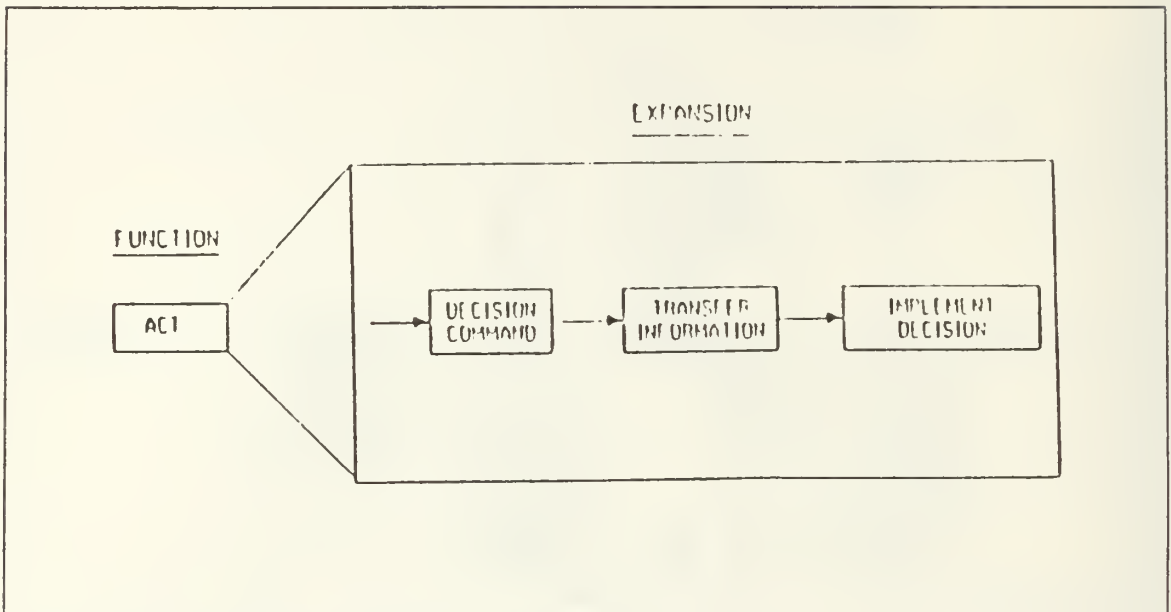 EXPANSION
FUNCTION
ACT
DECISION
COMMAND
TRANSFER
INFORMATION
IMPLEMENT
DECISION